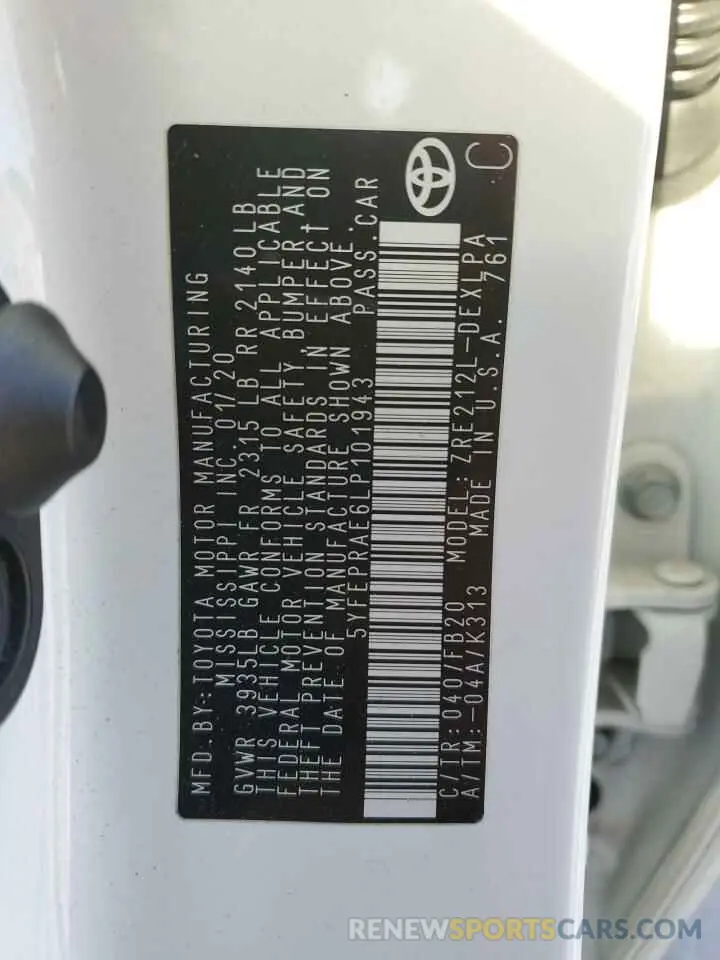 MFD. BY: TOYOTA MOTOR MANUFACTURING
MISSISSIPPI INC. 01/20
GVWR 3935LB GAWR FR 2315 LB RR 2140 LB
THIS VEHICLE CONFORMS TO ALL APPLICABLE
FEDERAL MOTOR VEHICLE SAFETY, BUMPER, AND
THEFT PREVENTION STANDARDS IN EFFECT ON
THE DATE OF MANUFACTURE SHOWN ABOVE.
5YFEPRAE6LP101943 PASS.CAR
C/TR: 040/FB20 MODEL: ZRE212L-DEXLPA
A/TM: -04A/K313 MADE IN U.S.A. 761
C
RENEWSPORTSCARS.COM